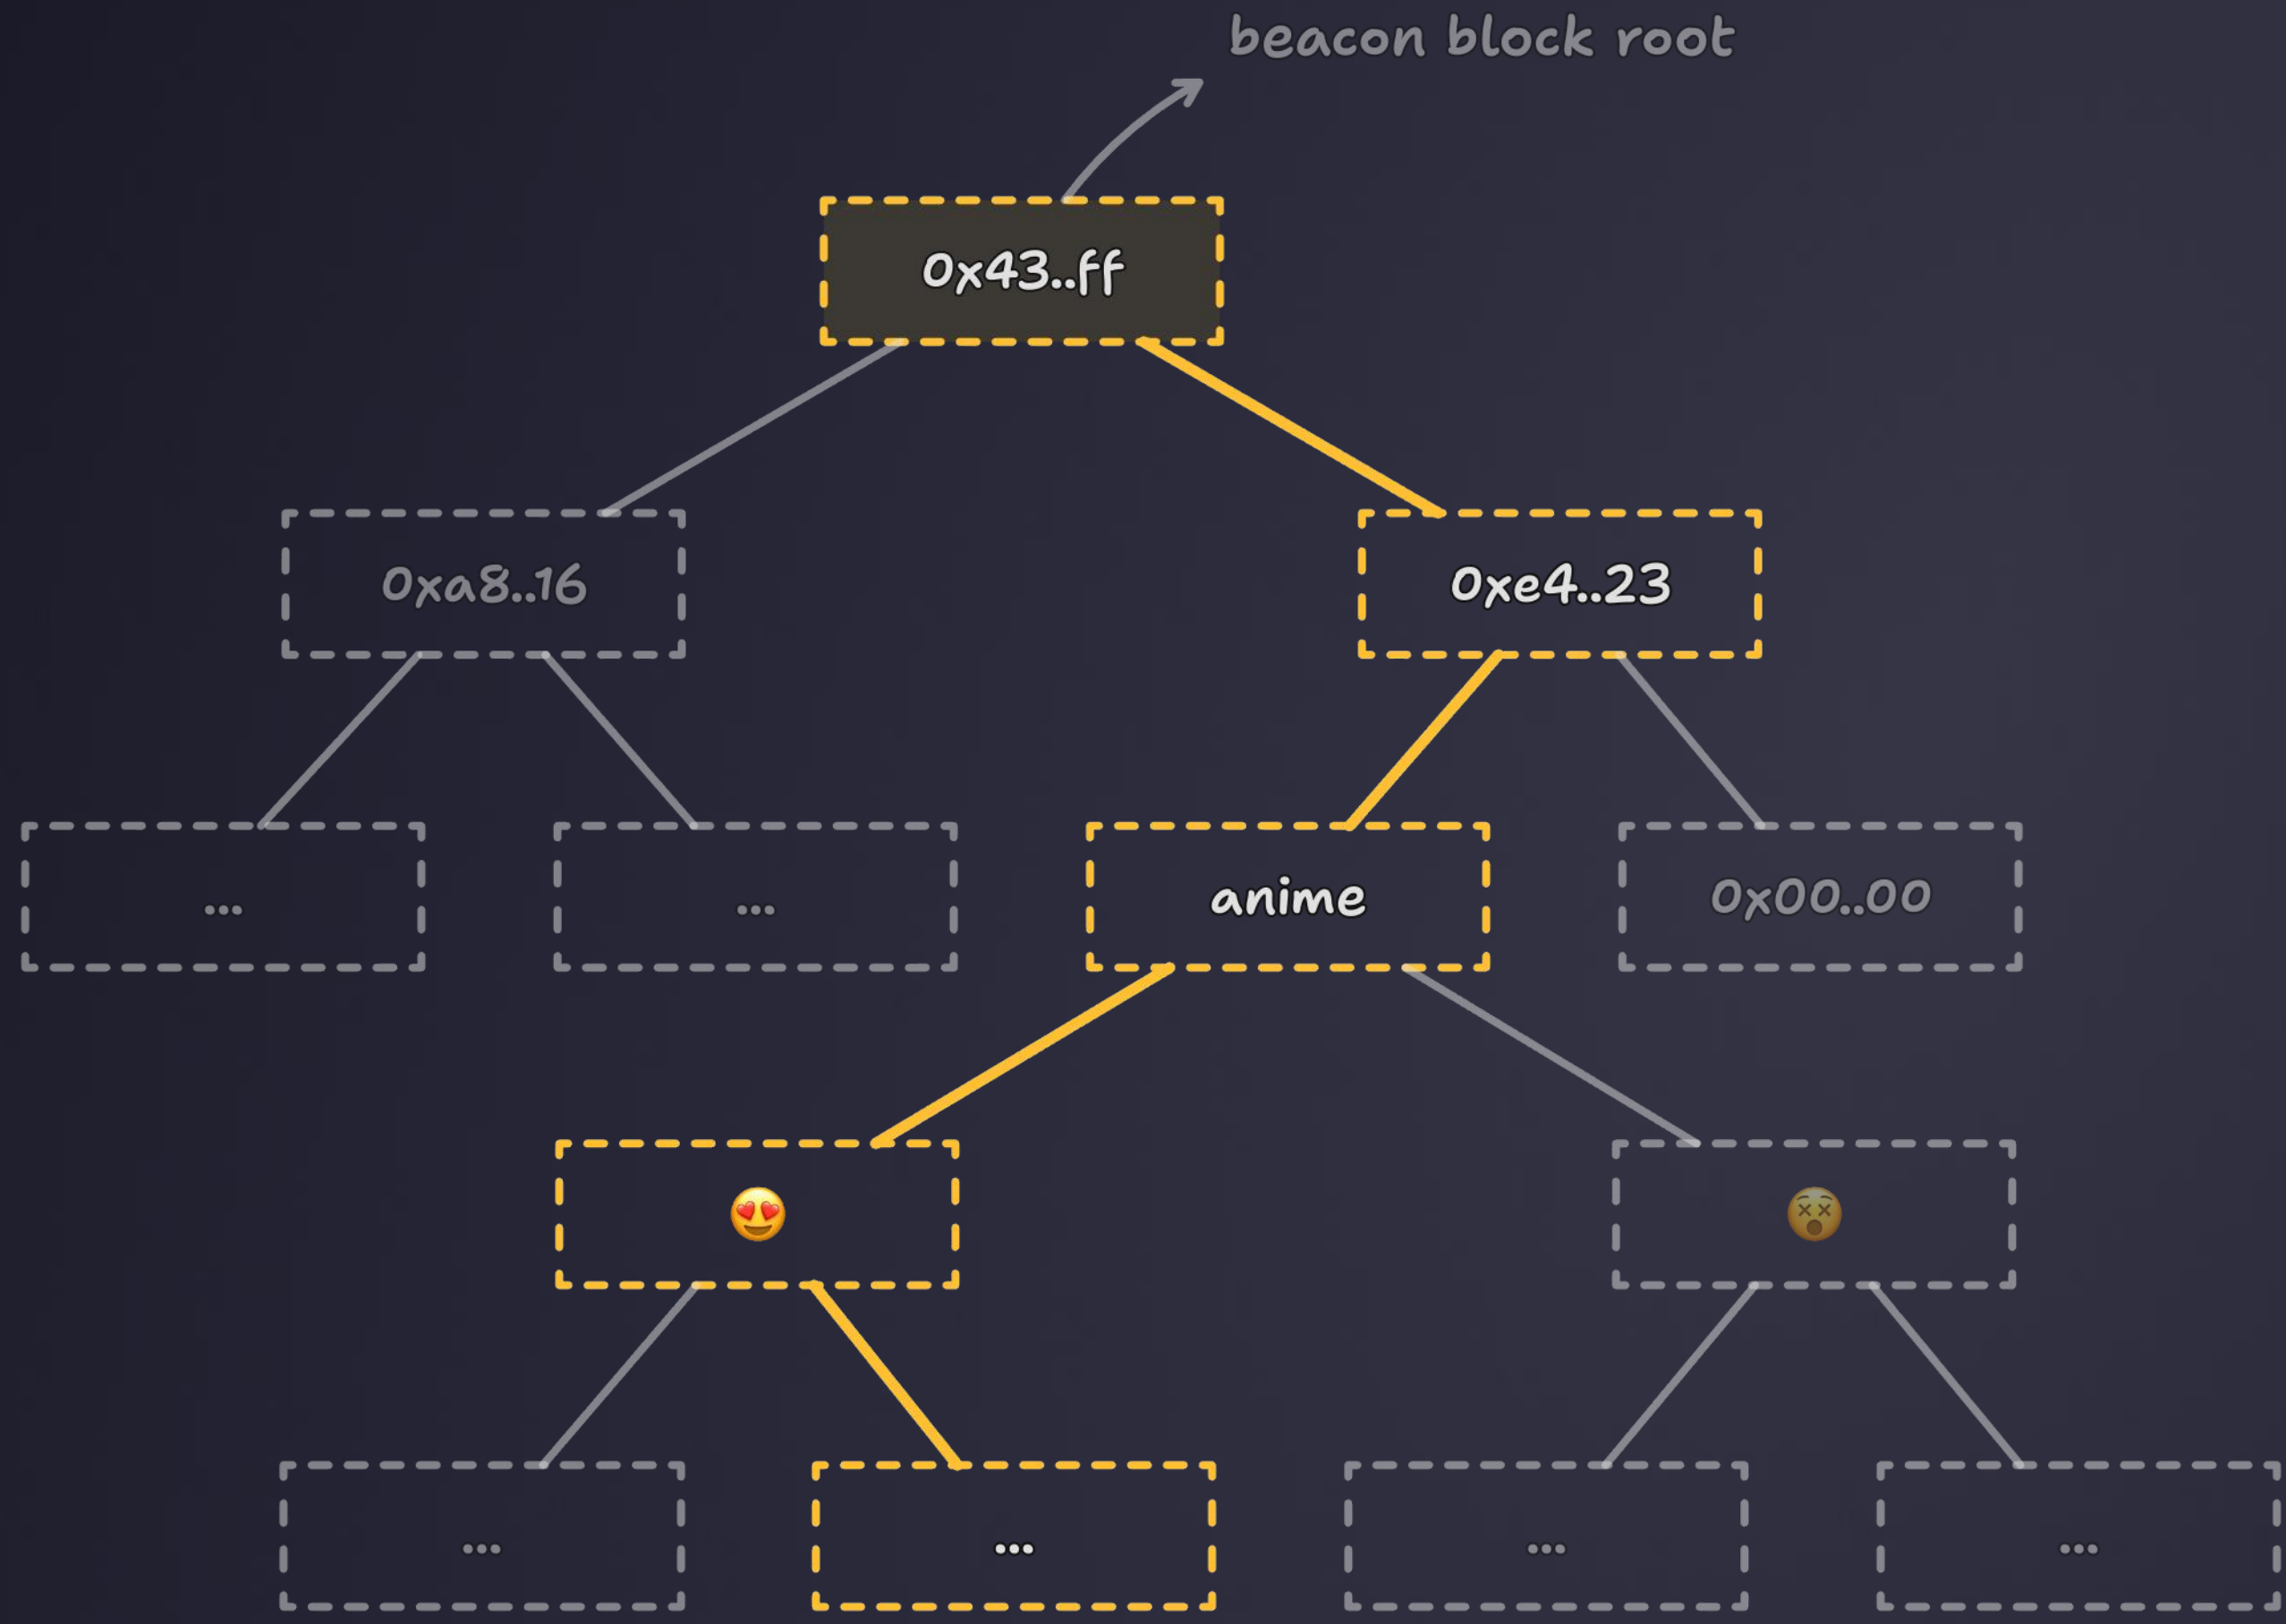 beacon block root
0x43..ff
0xa8..16
0xe4..23
...
...
anime
0x00..00
😍
😵
...
...
...
...